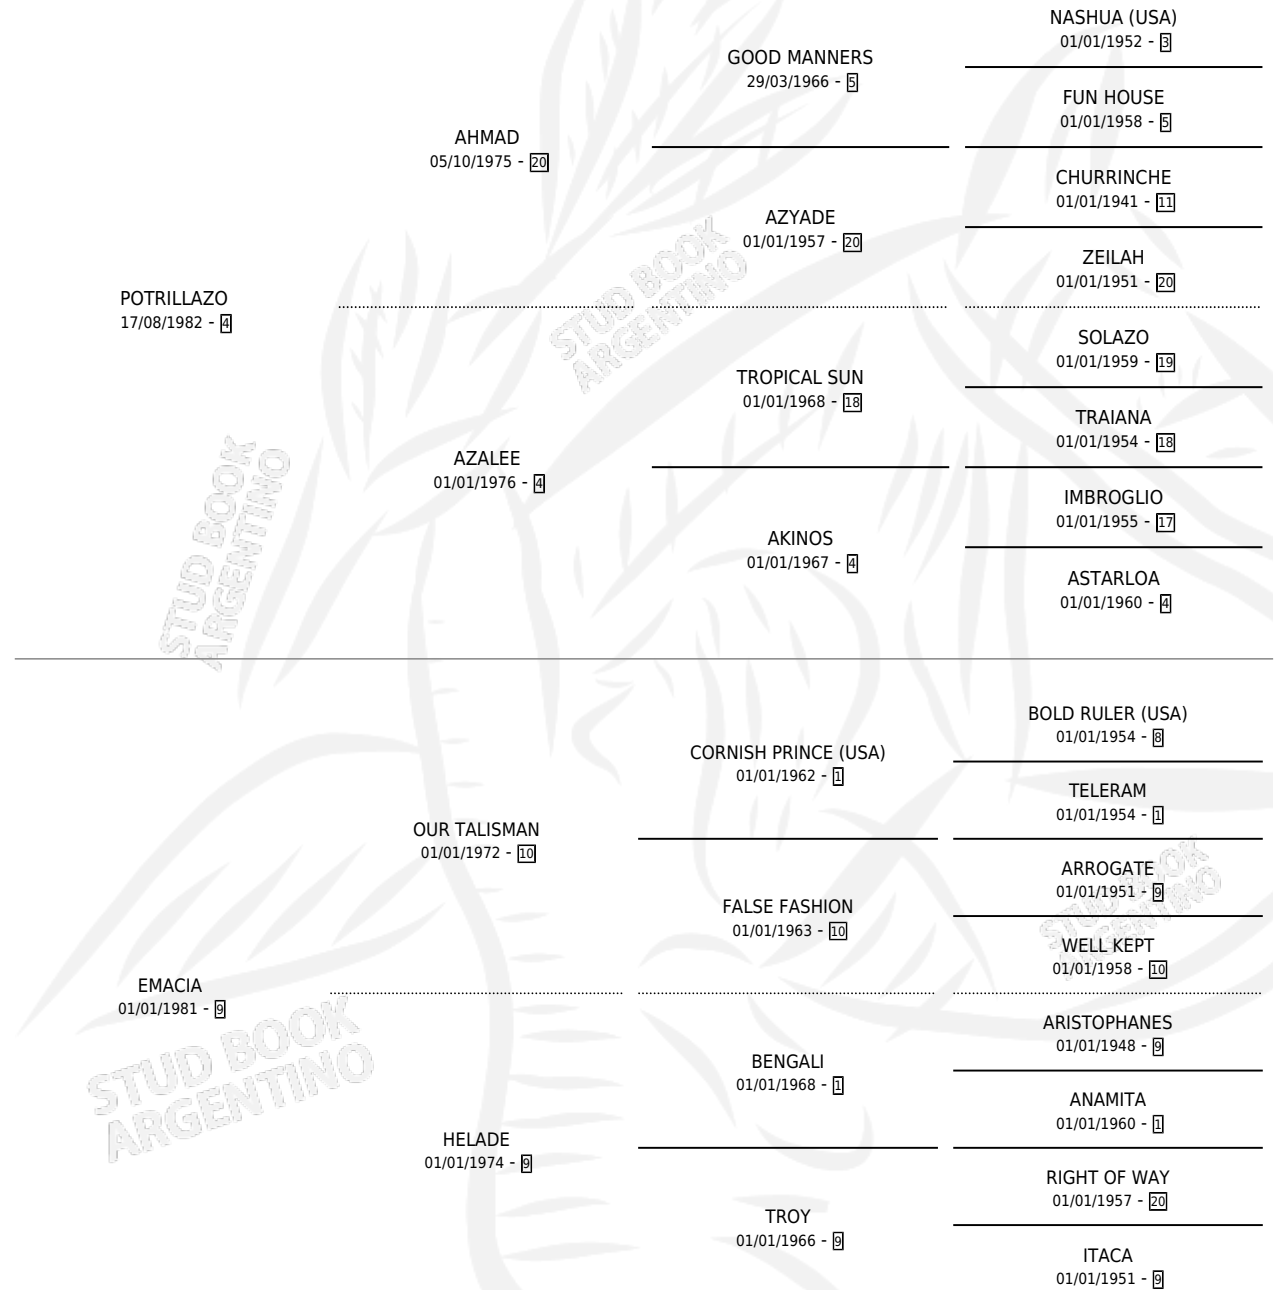 NASHUA (USA)
01/01/1952 - 3
GOOD MANNERS
29/03/1966 - 5
FUN HOUSE
01/01/1958 - 5
AHMAD
05/10/1975 - 20
CHURRINCHE
01/01/1941 - 11
AZYADE
01/01/1957 - 20
ZEILAH
01/01/1951 - 20
POTRILLAZO
17/08/1982 - 4
SOLAZO
01/01/1959 - 19
TROPICAL SUN
01/01/1968 - 18
TRAIANA
01/01/1954 - 18
AZALEE
01/01/1976 - 4
IMBROGLIO
01/01/1955 - 17
AKINOS
01/01/1967 - 4
ASTARLOA
01/01/1960 - 4
BOLD RULER (USA)
01/01/1954 - 8
CORNISH PRINCE (USA)
01/01/1962 - 1
TELERAM
01/01/1954 - 1
OUR TALISMAN
01/01/1972 - 10
ARROGATE
01/01/1951 - 9
FALSE FASHION
01/01/1963 - 10
WELL KEPT
01/01/1958 - 10
EMACIA
01/01/1981 - 9
ARISTOPHANES
01/01/1948 - 9
BENGALI
01/01/1968 - 1
ANAMITA
01/01/1960 - 1
HELADE
01/01/1974 - 9
RIGHT OF WAY
01/01/1957 - 20
TROY
01/01/1966 - 9
ITACA
01/01/1951 - 9
STUD BOOK
ARGENTINO
STUD BOOK
ARGENTINO
STUD BOOK
ARGENTINO
STUD BOOK
ARGENTINO